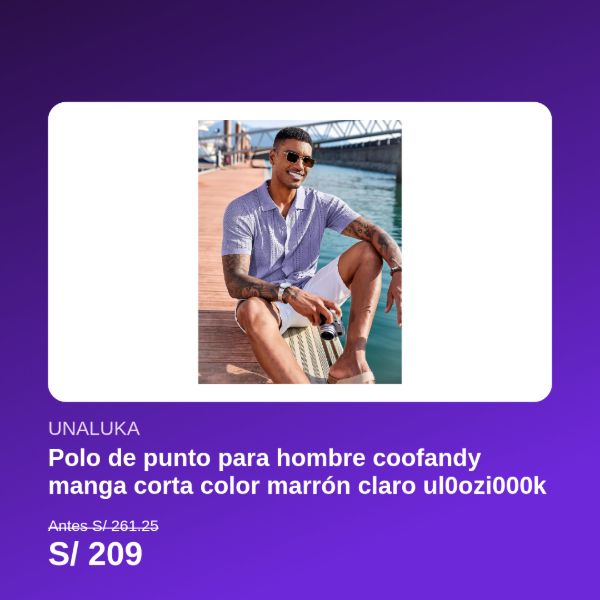 UNALUKA
Polo de punto para hombre coofandy
manga corta color marrón claro ul0ozi000k
Antes S/ 261.25
S/ 209